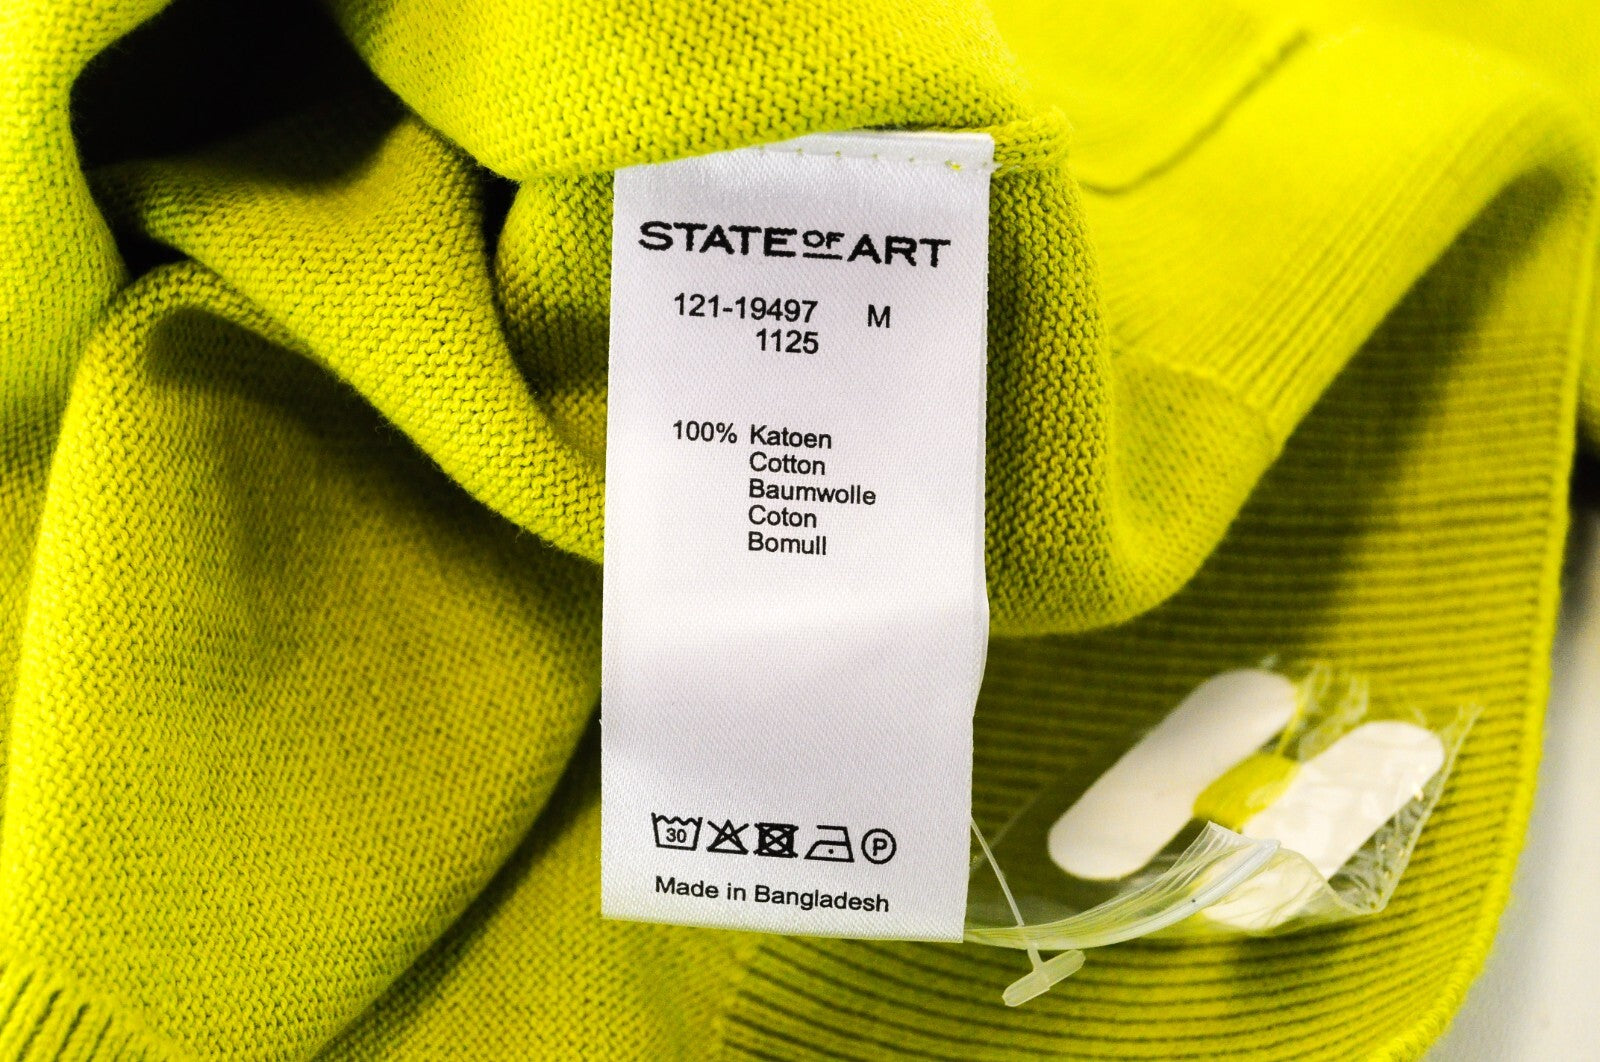 STATE OF ART
121-19497 M
1125
100% Katoen
Cotton
Baumwolle
Coton
Bomull
30 P
Made in Bangladesh